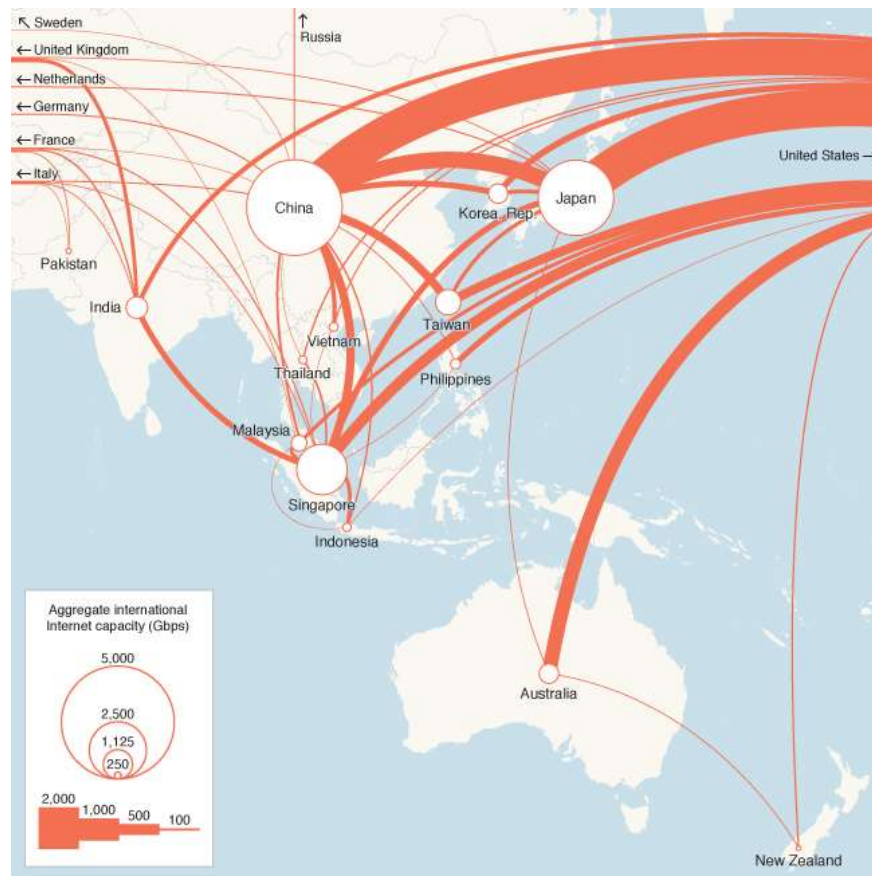 Sweden
Russia
United Kingdom
Netherlands
Germany
France
Italy
United States
China
Japan
Korea, Rep.
Pakistan
India
Taiwan
Vietnam
Thailand
Philippines
Malaysia
Singapore
Indonesia
Aggregate international
Internet capacity (Gbps)
5,000
2,500
1,125
250
2,000
1,000
500
100
Australia
New Zealand